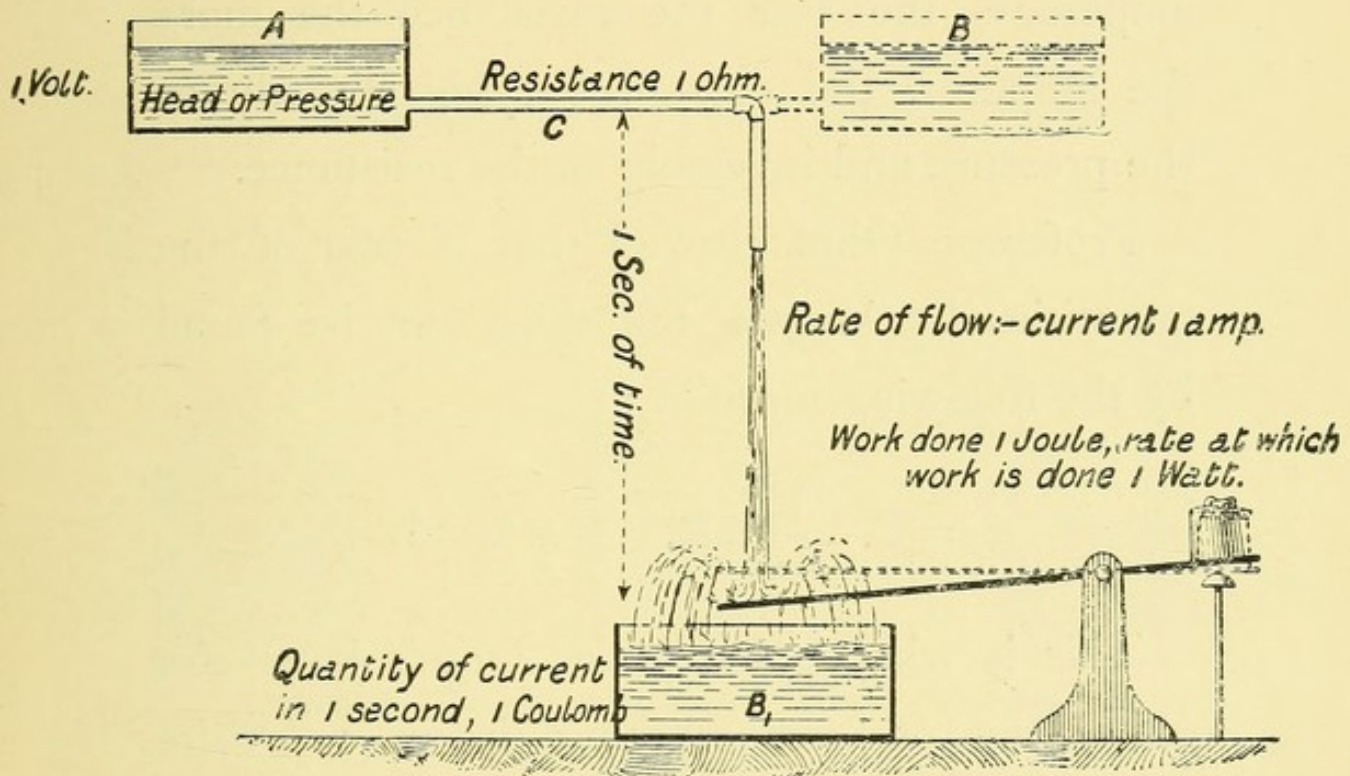 A
B
1, Volt.
Head or Pressure
Resistance 1 ohm.
C
1 Sec. of time.
Rate of flow:- current 1 amp.
Work done 1 Joule, rate at which
work is done 1 Watt.
Quantity of current
in 1 second, 1 Coulomb
B,